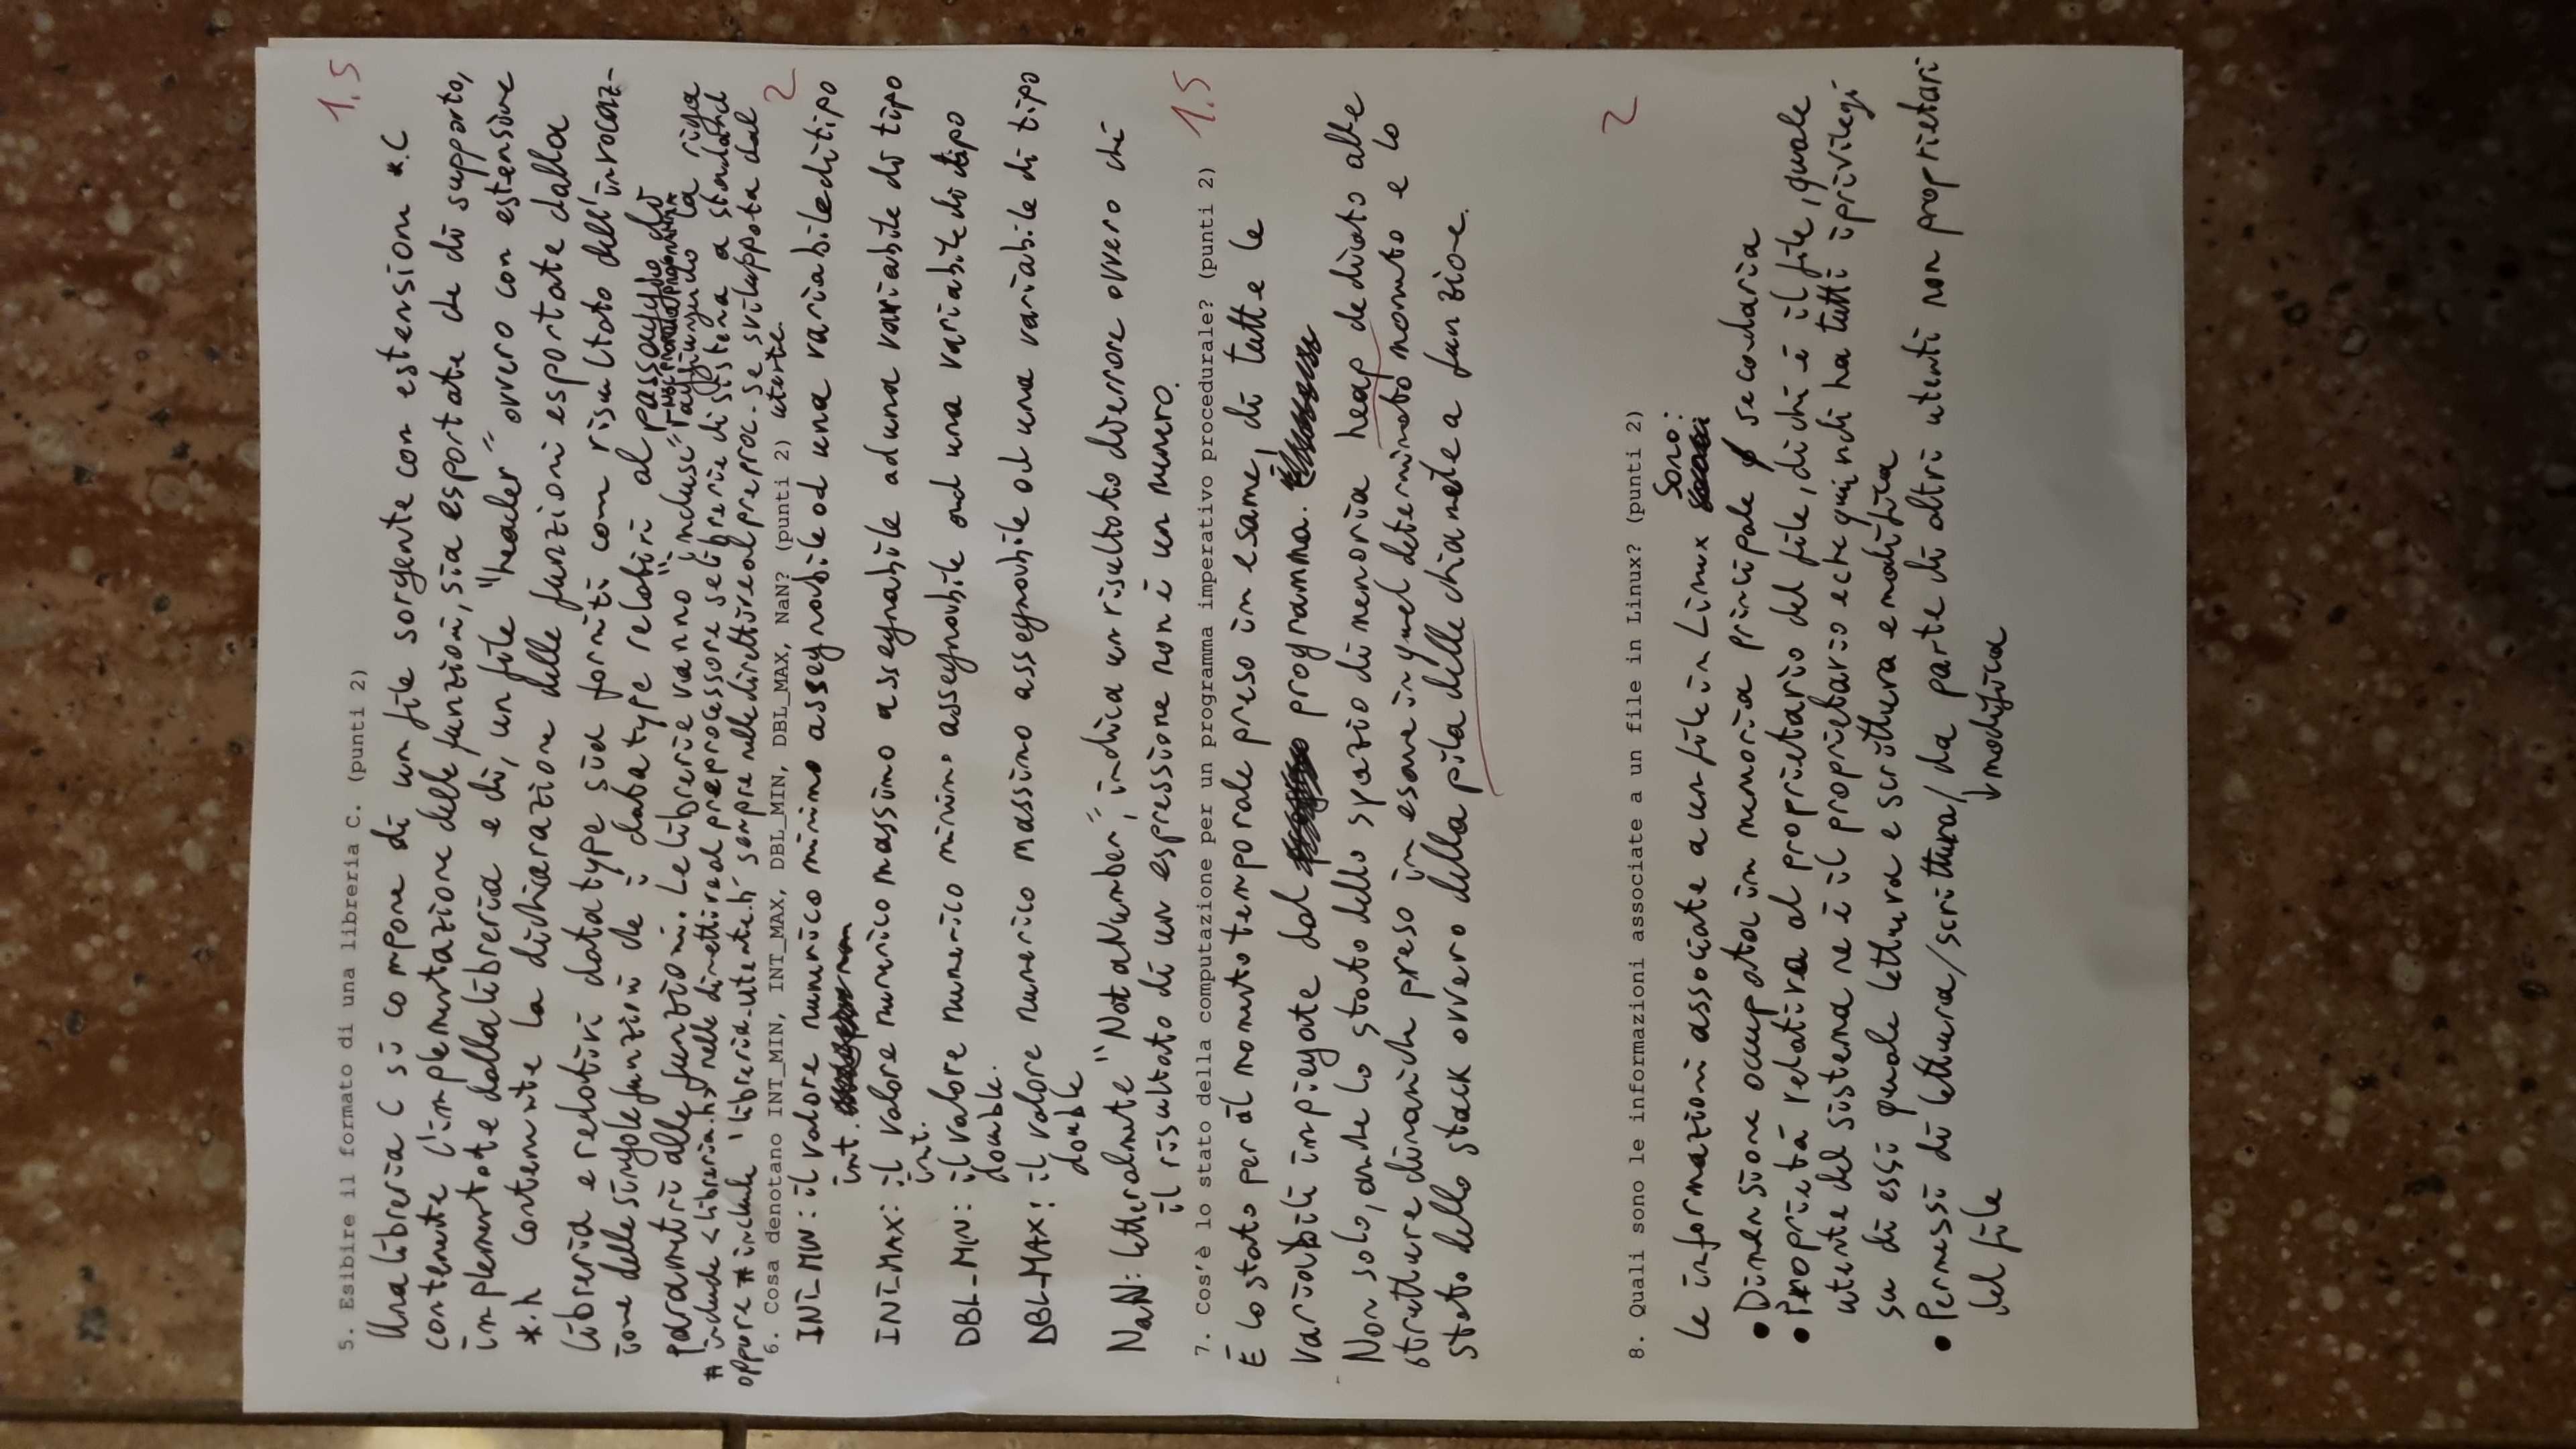 1.5
5. Esibire il formato di una libreria C. (punti 2)
Una libreria C si compone di un file sorgente con estensione *.C
contenente l'implementazione delle funzioni, sia esportate che di supporto,
implementate dalla libreria e di, un file "header" ovvero con estensione
*.h contenente la dichiarazione delle funzioni esportate dalla
libreria e relativi datatype sia forniti com risultato dell'invocaz-
ione delle singole funzioni che i datatype relativi al passaggio di
parametri alle funzioni. Le librerie vanno "incluse" NEL PROPRIO PROGRAMMA aggiungendo la riga
# include <libreria.h> nelle direttive al preprocessore se librerie di sistema o standard
oppure # include 'libreria-utente.h' sempre nelle direttive al preproc. se sviluppata dal
utente.
6. Cosa denotano INT_MIN, INT_MAX, DBL_MIN, DBL_MAX, NaN? (punti 2)
2
INT_MIN: il valore numerico minimo assegnabile ad una variabile di tipo
int.
INT_MAX: il valore numerico massimo assegnabile ad una variabile di tipo
int.
DBL_MIN: il valore numerico minimo assegnabile ad una variabile di tipo
double.
DBL_MAX: il valore numerico massimo assegnabile ad una variabile di tipo
double
NaN: letteralmente "Not a Number", indica un risultato di errore ovvero che
il risultato di un espressione non è un numero.
7. Cos'è lo stato della computazione per un programma imperativo procedurale? (punti 2)
1.5
È lo stato per il momento temporale preso in esame, di tutte le
variabili impiegate dal programma.
Non solo, anche lo stato dello spazio di memoria heap dedicato alle
strutture dinamiche preso in esame in quel determinato momento e lo
stato dello stack ovvero della pila delle chiamate a funzione.
2
8. Quali sono le informazioni associate a un file in Linux? (punti 2)
Le informazioni associate a un file in Linux sono:
• Dimensione occupata in memoria principale secondaria
• Proprietà relativa al proprietario del file, di chi è il file, quale
utente del sistema ne è il proprietario e che quindi ha tutti i privilegi
su di essi quale lettura e scrittura e modifica
• Permessi di lettura/scrittura/ da parte di altri utenti non proprietari
del file ↓modifica